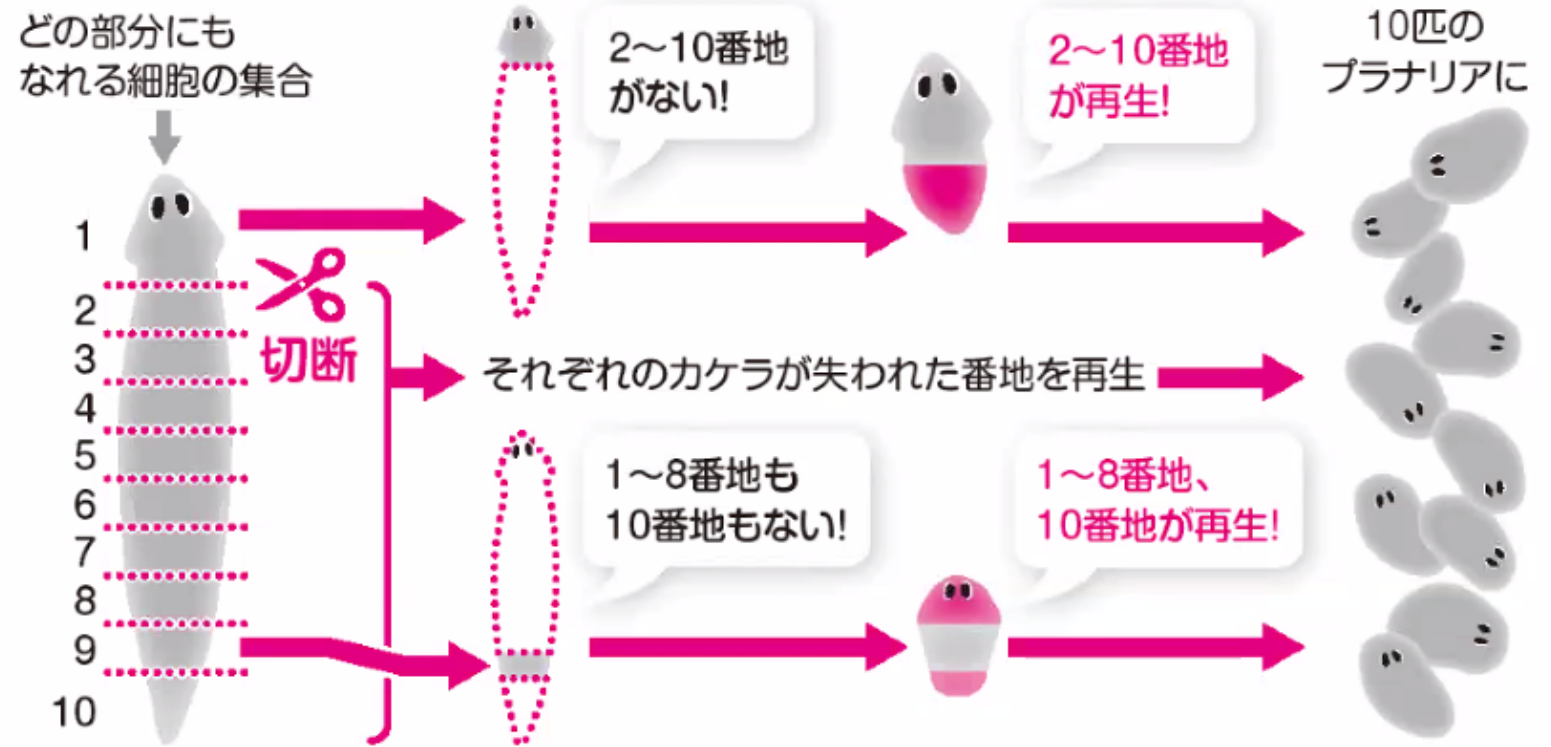 どの部分にも
なれる細胞の集合
1
2
3
4
5
6
7
8
9
10
切断
2〜10番地
がない!
2〜10番地
が再生!
10匹の
プラナリアに
それぞれのカケラが失われた番地を再生
1〜8番地も
10番地もない!
1〜8番地、
10番地が再生!